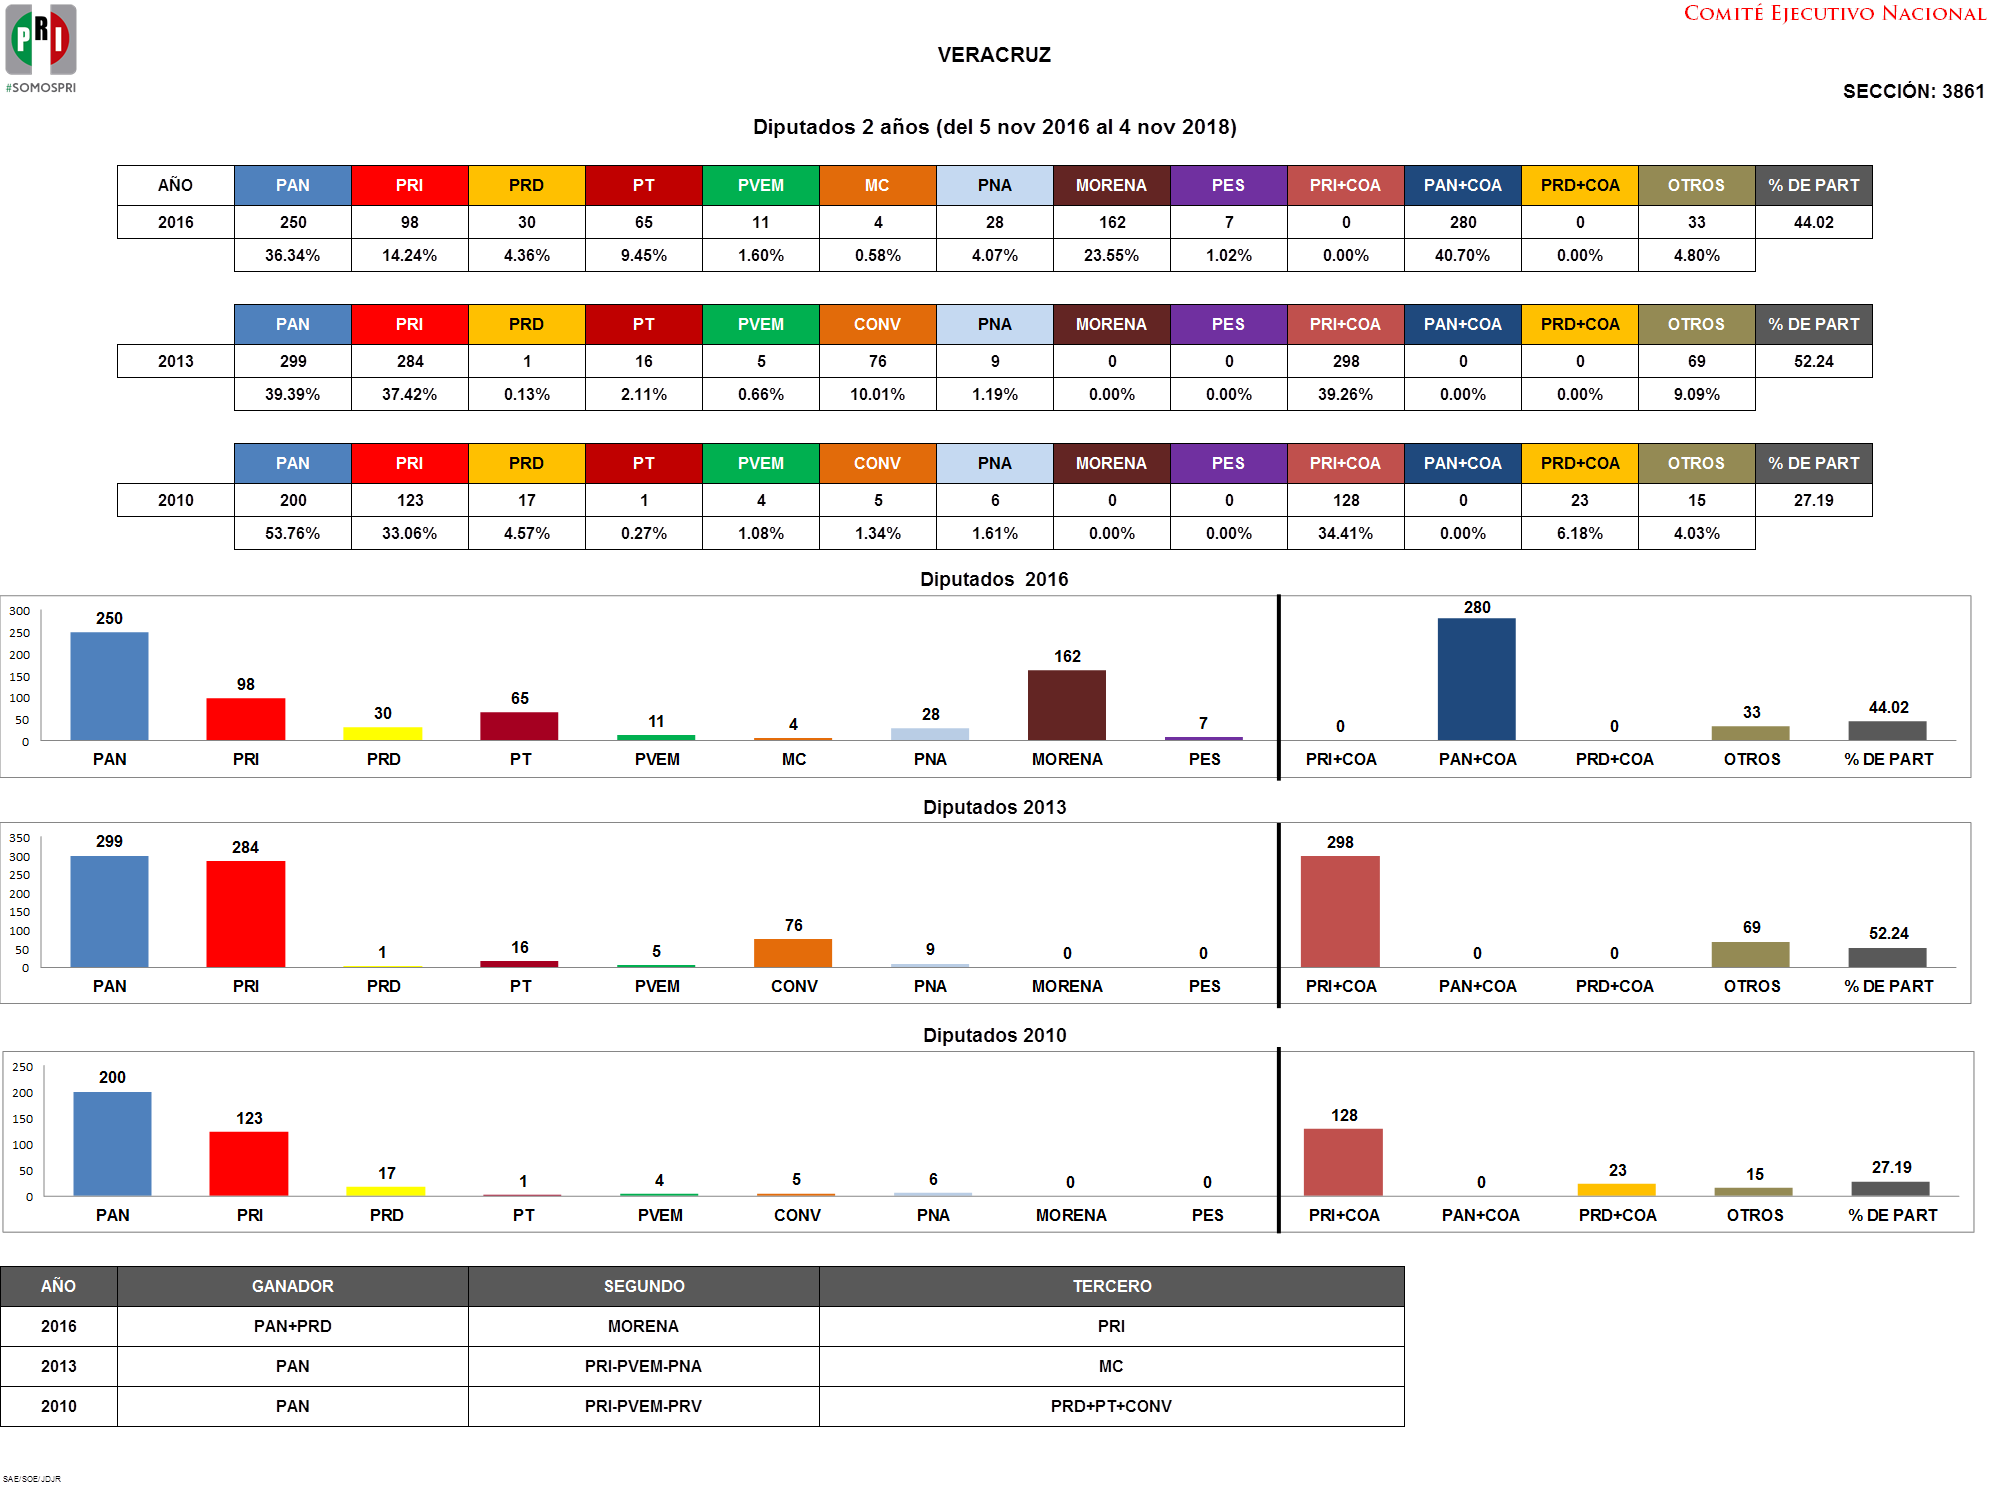 PRI
#SOMOSPRI
COMITÉ EJECUTIVO NACIONAL
VERACRUZ
SECCIÓN: 3861
Diputados 2 años (del 5 nov 2016 al 4 nov 2018)
AÑO PAN PRI PRD PT PVEM MC PNA MORENA PES PRI+COA PAN+COA PRD+COA OTROS % DE PART
2016 250 98 30 65 11 4 28 162 7 0 280 0 33 44.02
36.34% 14.24% 4.36% 9.45% 1.60% 0.58% 4.07% 23.55% 1.02% 0.00% 40.70% 0.00% 4.80%
PAN PRI PRD PT PVEM CONV PNA MORENA PES PRI+COA PAN+COA PRD+COA OTROS % DE PART
2013 299 284 1 16 5 76 9 0 0 298 0 0 69 52.24
39.39% 37.42% 0.13% 2.11% 0.66% 10.01% 1.19% 0.00% 0.00% 39.26% 0.00% 0.00% 9.09%
PAN PRI PRD PT PVEM CONV PNA MORENA PES PRI+COA PAN+COA PRD+COA OTROS % DE PART
2010 200 123 17 1 4 5 6 0 0 128 0 23 15 27.19
53.76% 33.06% 4.57% 0.27% 1.08% 1.34% 1.61% 0.00% 0.00% 34.41% 0.00% 6.18% 4.03%
Diputados 2016
300
250
200
150
100
50
0
250 98 30 65 11 4 28 162 7 0 280 0 33 44.02
PAN PRI PRD PT PVEM MC PNA MORENA PES PRI+COA PAN+COA PRD+COA OTROS % DE PART
Diputados 2013
350
300
250
200
150
100
50
0
299 284 1 16 5 76 9 0 0 298 0 0 69 52.24
PAN PRI PRD PT PVEM CONV PNA MORENA PES PRI+COA PAN+COA PRD+COA OTROS % DE PART
Diputados 2010
250
200
150
100
50
0
200 123 17 1 4 5 6 0 0 128 0 23 15 27.19
PAN PRI PRD PT PVEM CONV PNA MORENA PES PRI+COA PAN+COA PRD+COA OTROS % DE PART
AÑO GANADOR SEGUNDO TERCERO
2016 PAN+PRD MORENA PRI
2013 PAN PRI-PVEM-PNA MC
2010 PAN PRI-PVEM-PRV PRD+PT+CONV
SAE/SOE/JDJR